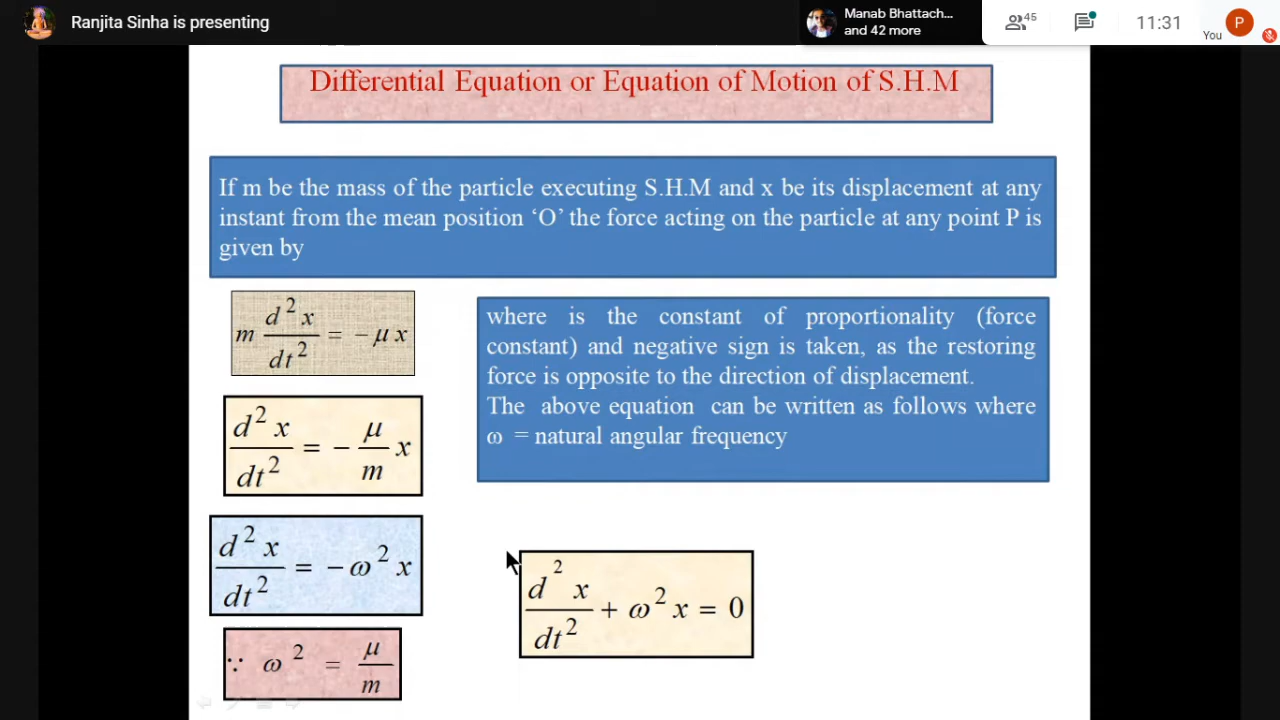 Ranjita Sinha is presenting
Manab Bhattach...
and 42 more
45
11:31
You
P
Differential Equation or Equation of Motion of S.H.M
If m be the mass of the particle executing S.H.M and x be its displacement at any
instant from the mean position ‘O’ the force acting on the particle at any point P is
given by
m d²x/dt² = − μ x
where is the constant of proportionality (force
constant) and negative sign is taken, as the restoring
force is opposite to the direction of displacement.
The above equation can be written as follows where
ω = natural angular frequency
d²x/dt² = − μ/m x
d²x/dt² = − ω² x
∵ ω² = μ/m
d²x/dt² + ω² x = 0